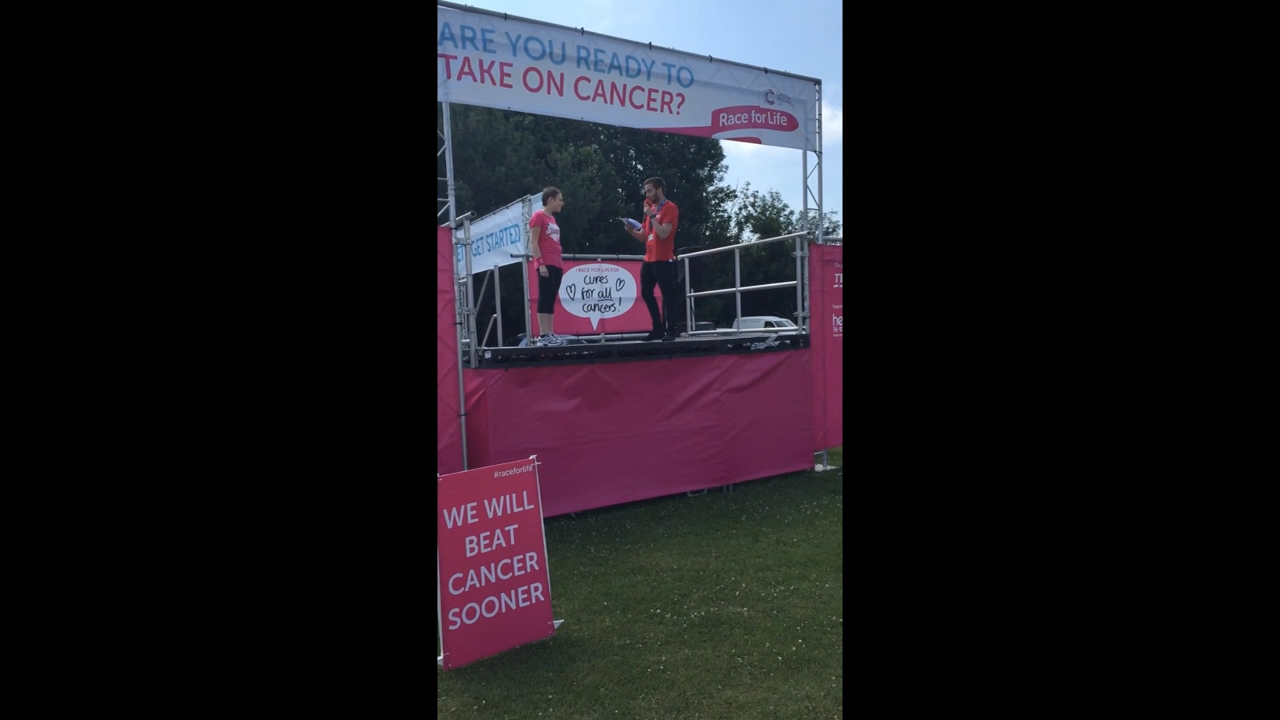 ARE YOU READY TO
TAKE ON CANCER?
Race for Life
GET STARTED
I RACE FOR LIFE FOR
cures
for all
cancers!
#raceforlife
WE WILL
BEAT
CANCER
SOONER